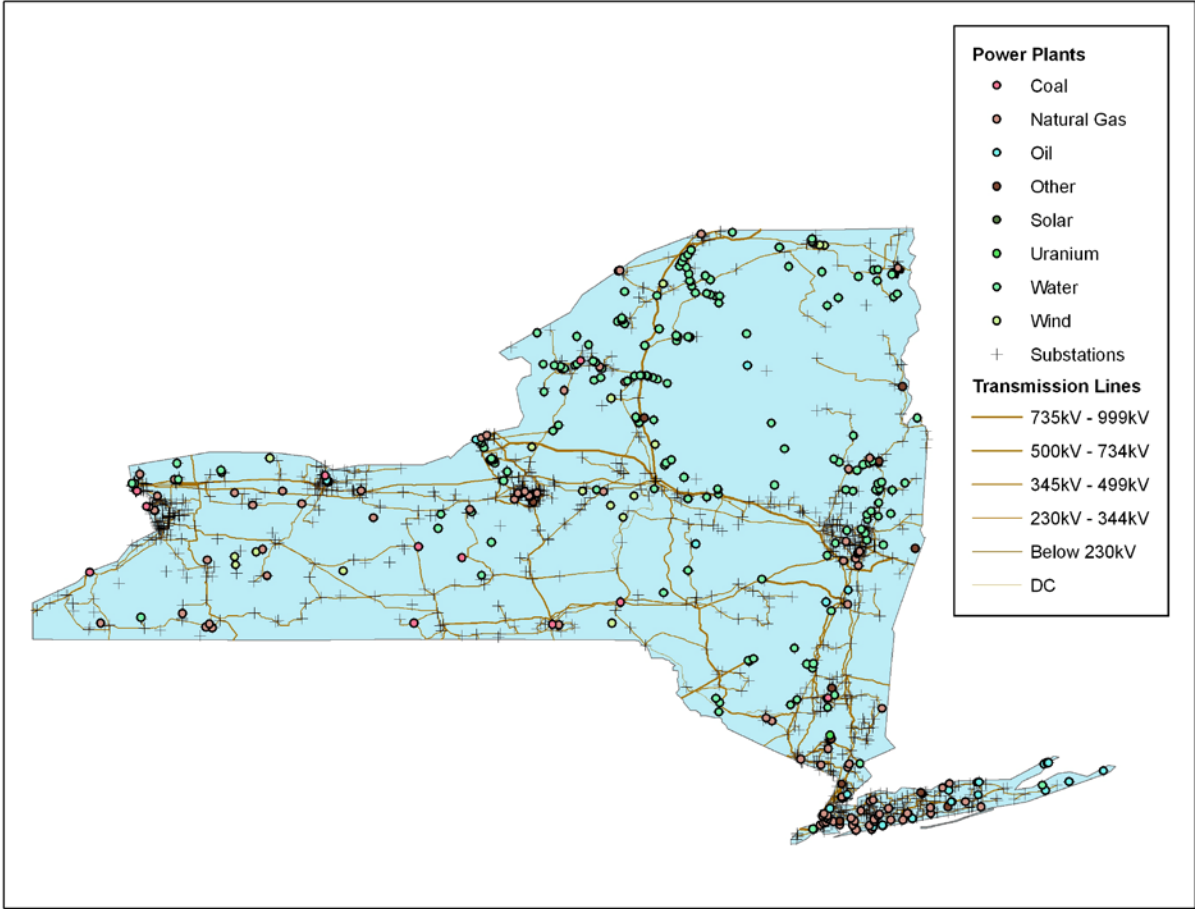 Power Plants
Coal
Natural Gas
Oil
Other
Solar
Uranium
Water
Wind
Substations
Transmission Lines
735kV - 999kV
500kV - 734kV
345kV - 499kV
230kV - 344kV
Below 230kV
DC